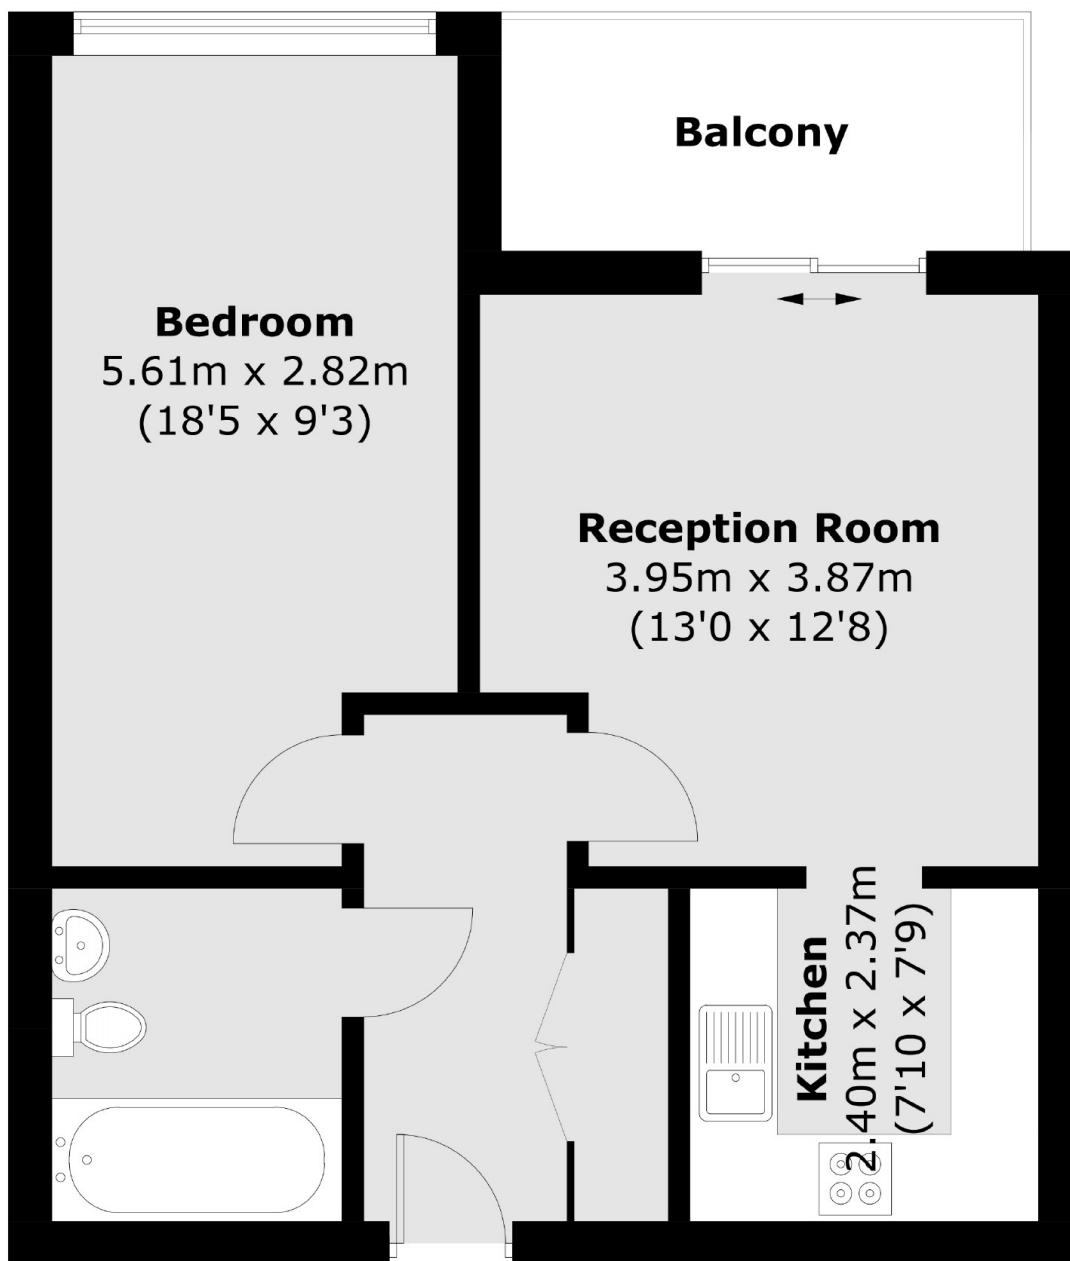 Balcony
Bedroom
5.61m x 2.82m
(18'5 x 9'3)
Reception Room
3.95m x 3.87m
(13'0 x 12'8)
Kitchen
2.40m x 2.37m
(7'10 x 7'9)